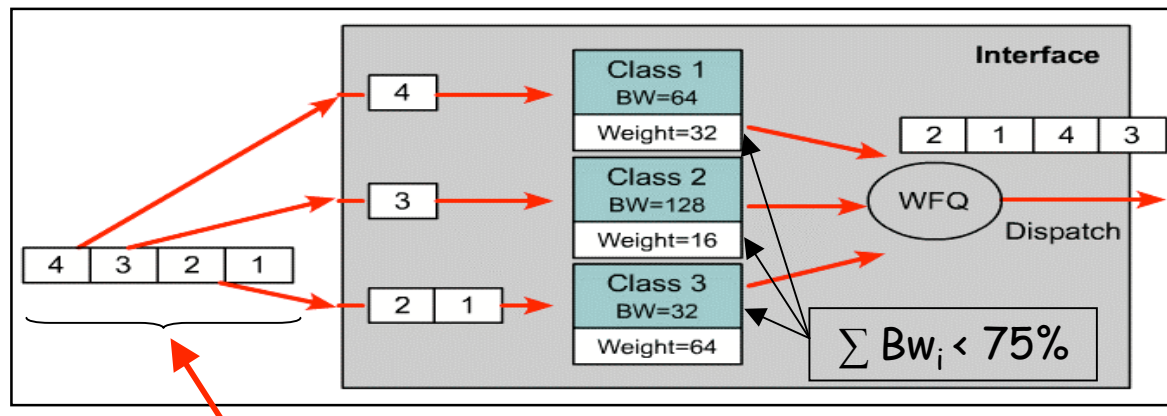 Interface
4
Class 1
BW=64
Weight=32
2 1 4 3
3
Class 2
BW=128
Weight=16
WFQ
Dispatch
4 3 2 1
2 1
Class 3
BW=32
Weight=64
∑ Bwᵢ < 75%